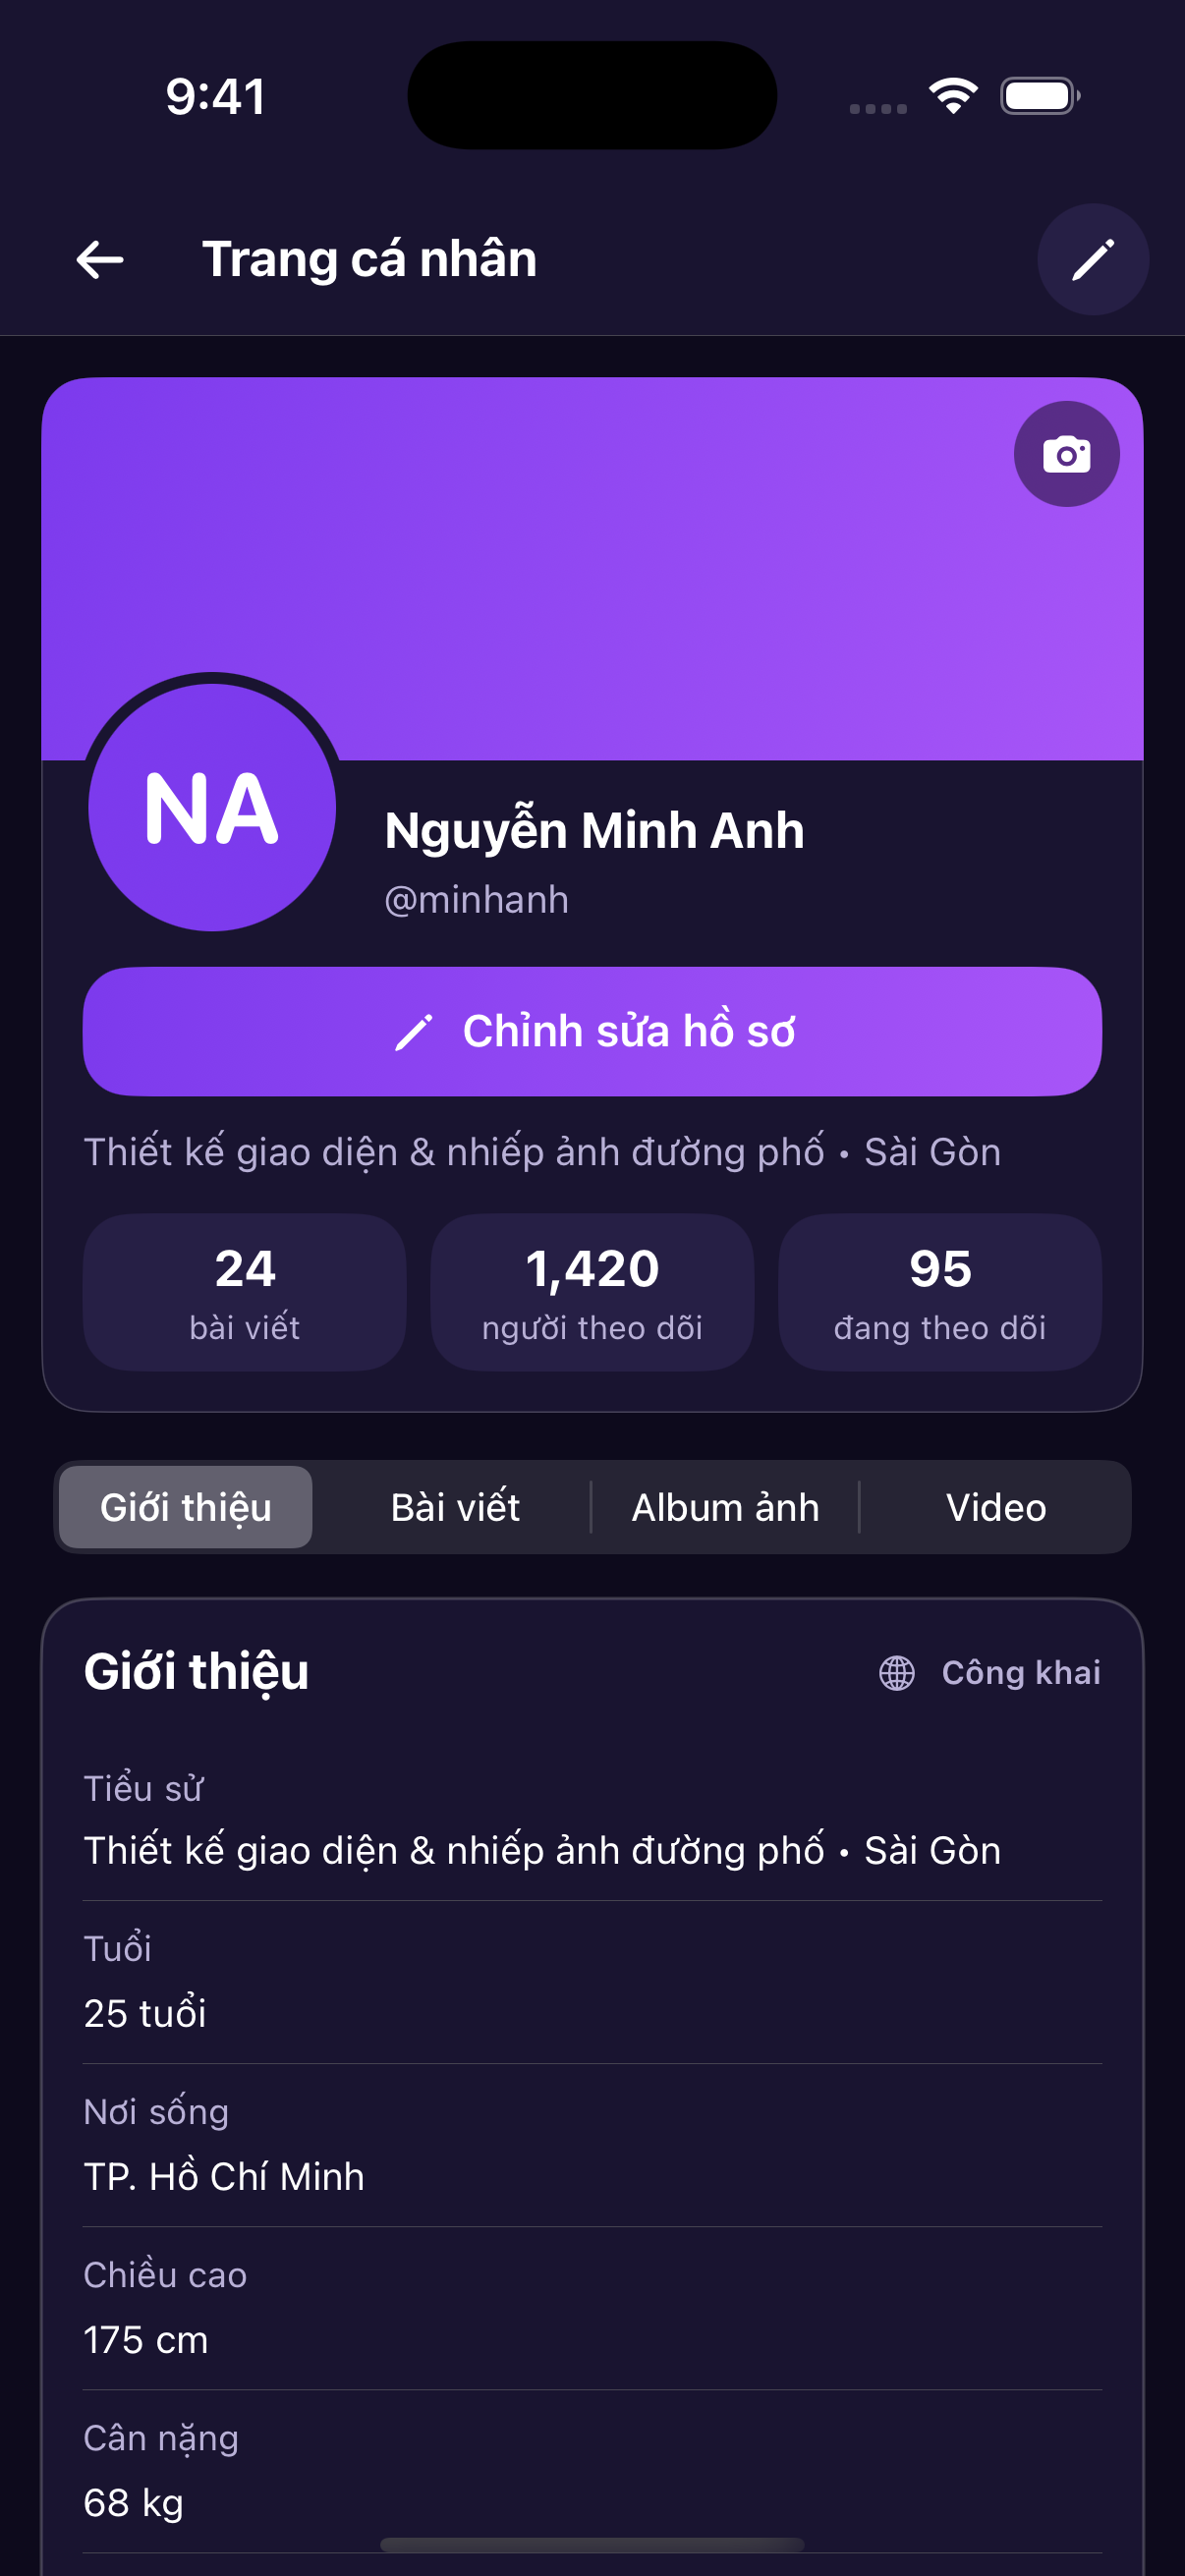 9:41
Trang cá nhân
NA
Nguyễn Minh Anh
@minhanh
Chỉnh sửa hồ sơ
Thiết kế giao diện & nhiếp ảnh đường phố • Sài Gòn
24
bài viết
1,420
người theo dõi
95
đang theo dõi
Giới thiệu
Bài viết
Album ảnh
Video
Giới thiệu
Công khai
Tiểu sử
Thiết kế giao diện & nhiếp ảnh đường phố • Sài Gòn
Tuổi
25 tuổi
Nơi sống
TP. Hồ Chí Minh
Chiều cao
175 cm
Cân nặng
68 kg